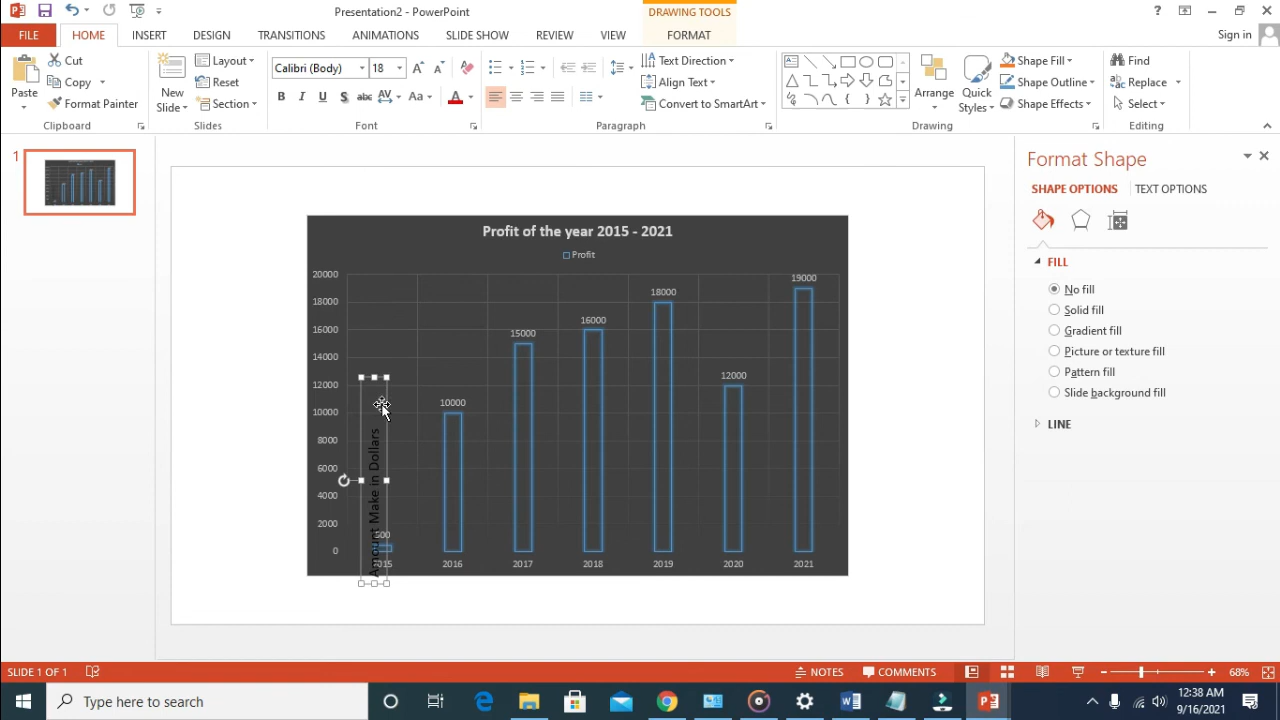 Presentation2 - PowerPoint
DRAWING TOOLS
?
FILE
HOME
INSERT
DESIGN
TRANSITIONS
ANIMATIONS
SLIDE SHOW
REVIEW
VIEW
FORMAT
Sign in
Paste
Cut
Copy
Format Painter
Clipboard
New
Slide
Layout
Reset
Section
Slides
Calibri (Body)
18
B I U S abc AV Aa A
Font
Text Direction
Align Text
Convert to SmartArt
Paragraph
Arrange
Quick
Styles
Shape Fill
Shape Outline
Shape Effects
Drawing
Find
Replace
Select
Editing
1
Profit of the year 2015 - 2021
Profit
20000
18000
16000
14000
12000
10000
8000
6000
4000
2000
0
500
10000
15000
16000
18000
12000
19000
Amount Make in Dollars
2015
2016
2017
2018
2019
2020
2021
Format Shape
SHAPE OPTIONS
TEXT OPTIONS
FILL
No fill
Solid fill
Gradient fill
Picture or texture fill
Pattern fill
Slide background fill
LINE
SLIDE 1 OF 1
NOTES
COMMENTS
68%
Type here to search
12:38 AM
9/16/2021